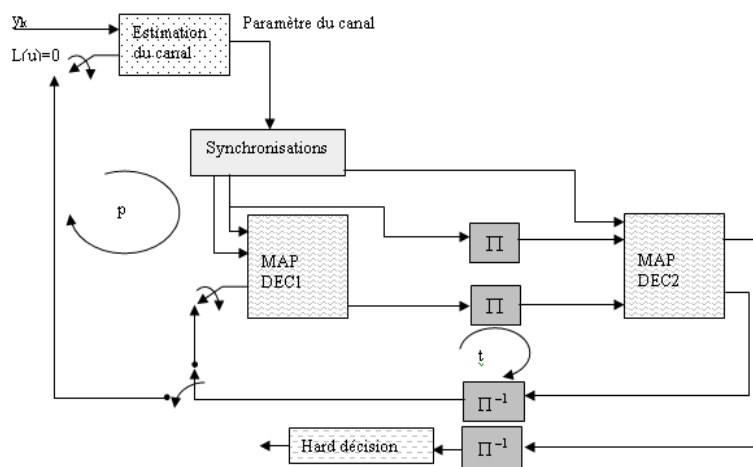 yk
Estimation
du canal
Paramètre du canal
L(u)=0
Synchronisations
p
MAP
DEC1
Π
MAP
DEC2
Π
t
Π⁻¹
Hard décision
Π⁻¹